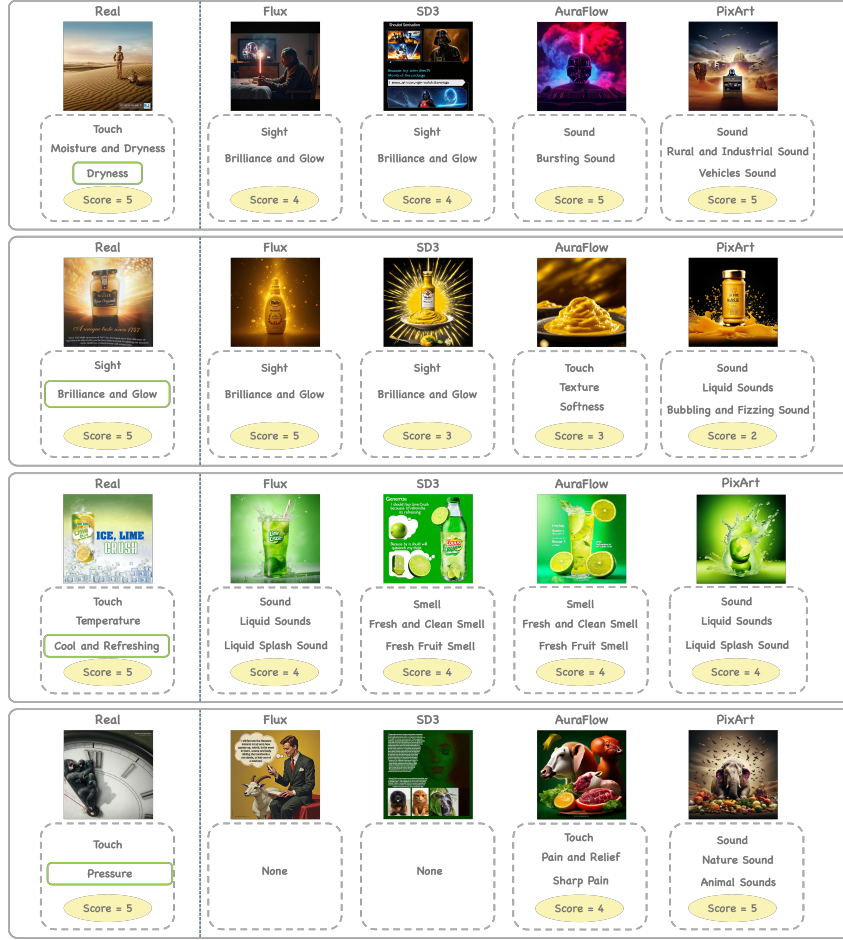 Real
Flux
SD3
AuraFlow
PixArt
Touch
Moisture and Dryness
Dryness
Score = 5
Sight
Brilliance and Glow
Score = 4
Sight
Brilliance and Glow
Score = 4
Sound
Bursting Sound
Score = 5
Sound
Rural and Industrial Sound
Vehicles Sound
Score = 5
Real
Flux
SD3
AuraFlow
PixArt
A unique taste since 1747
Sight
Brilliance and Glow
Score = 5
Sight
Brilliance and Glow
Score = 5
Sight
Brilliance and Glow
Score = 3
Touch
Texture
Softness
Score = 3
Sound
Liquid Sounds
Bubbling and Fizzing Sound
Score = 2
Real
Flux
SD3
AuraFlow
PixArt
ICE, LIME
CRUSH
Touch
Temperature
Cool and Refreshing
Score = 5
Sound
Liquid Sounds
Liquid Splash Sound
Score = 4
Smell
Fresh and Clean Smell
Fresh Fruit Smell
Score = 4
Smell
Fresh and Clean Smell
Fresh Fruit Smell
Score = 4
Sound
Liquid Sounds
Liquid Splash Sound
Score = 4
Real
Flux
SD3
AuraFlow
PixArt
Touch
Pressure
Score = 5
None
None
Touch
Pain and Relief
Sharp Pain
Score = 4
Sound
Nature Sound
Animal Sounds
Score = 5